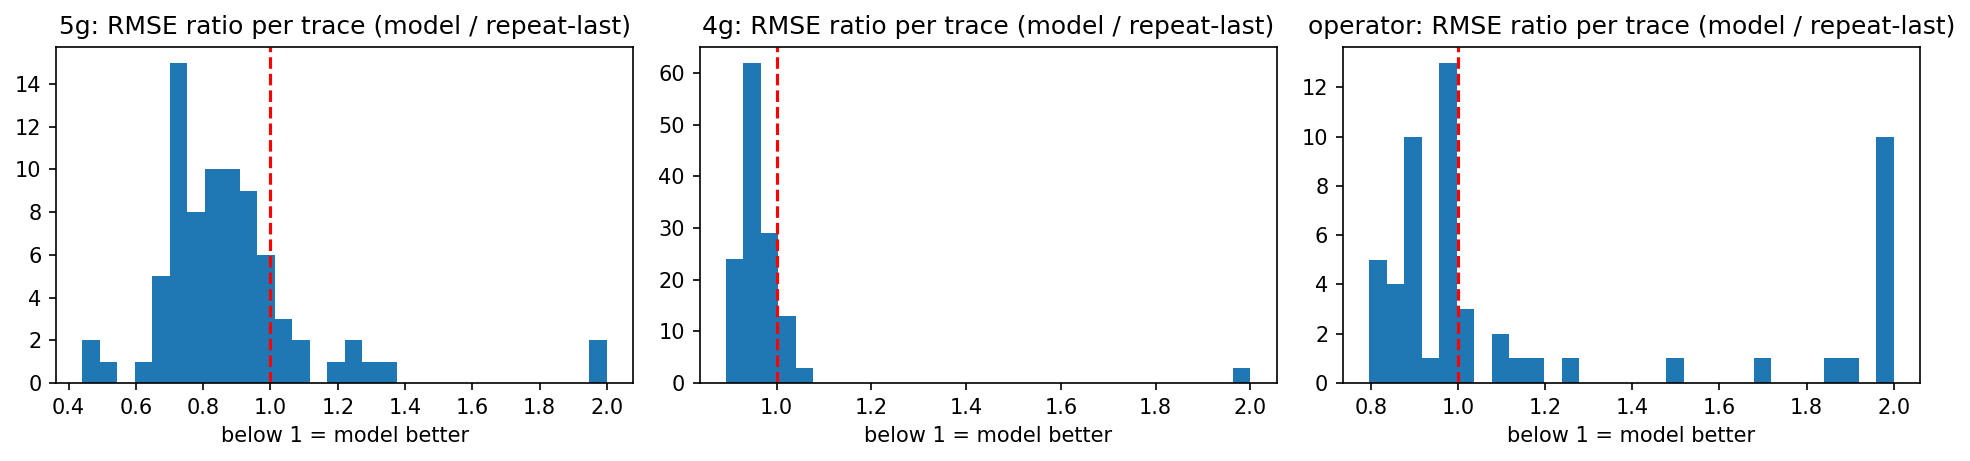 5g: RMSE ratio per trace (model / repeat-last)
14
12
10
8
6
4
2
0
0.4 0.6 0.8 1.0 1.2 1.4 1.6 1.8 2.0
below 1 = model better
4g: RMSE ratio per trace (model / repeat-last)
60
50
40
30
20
10
0
1.0 1.2 1.4 1.6 1.8 2.0
below 1 = model better
operator: RMSE ratio per trace (model / repeat-last)
12
10
8
6
4
2
0
0.8 1.0 1.2 1.4 1.6 1.8 2.0
below 1 = model better